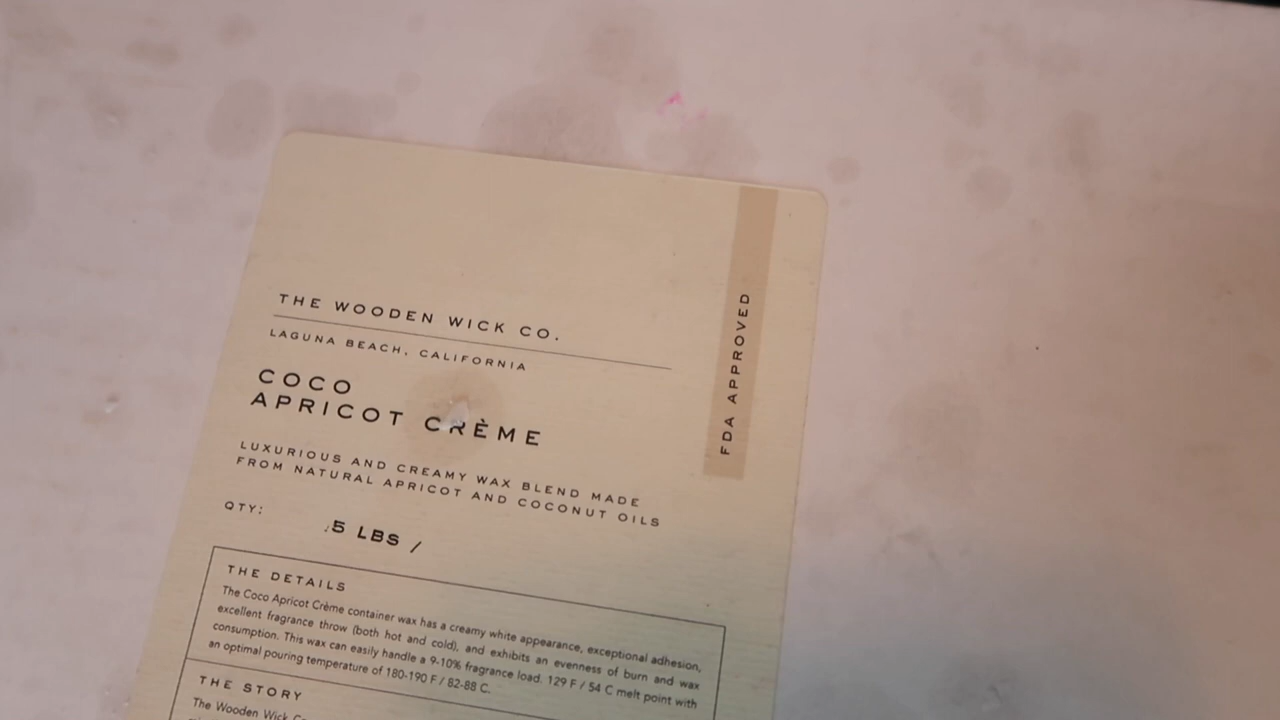 THE WOODEN WICK CO.
LAGUNA BEACH, CALIFORNIA
COCO
APRICOT CRÈME
LUXURIOUS AND CREAMY WAX BLEND MADE
FROM NATURAL APRICOT AND COCONUT OILS
QTY: 5 LBS /
FDA APPROVED
THE DETAILS
The Coco Apricot Crème container wax has a creamy white appearance, exceptional adhesion,
excellent fragrance throw (both hot and cold), and exhibits an evenness of burn and wax
consumption. This wax can easily handle a 9-10% fragrance load. 129 F / 54 C melt point with
an optimal pouring temperature of 180-190 F / 82-88 C.
THE STORY
The Wooden Wick